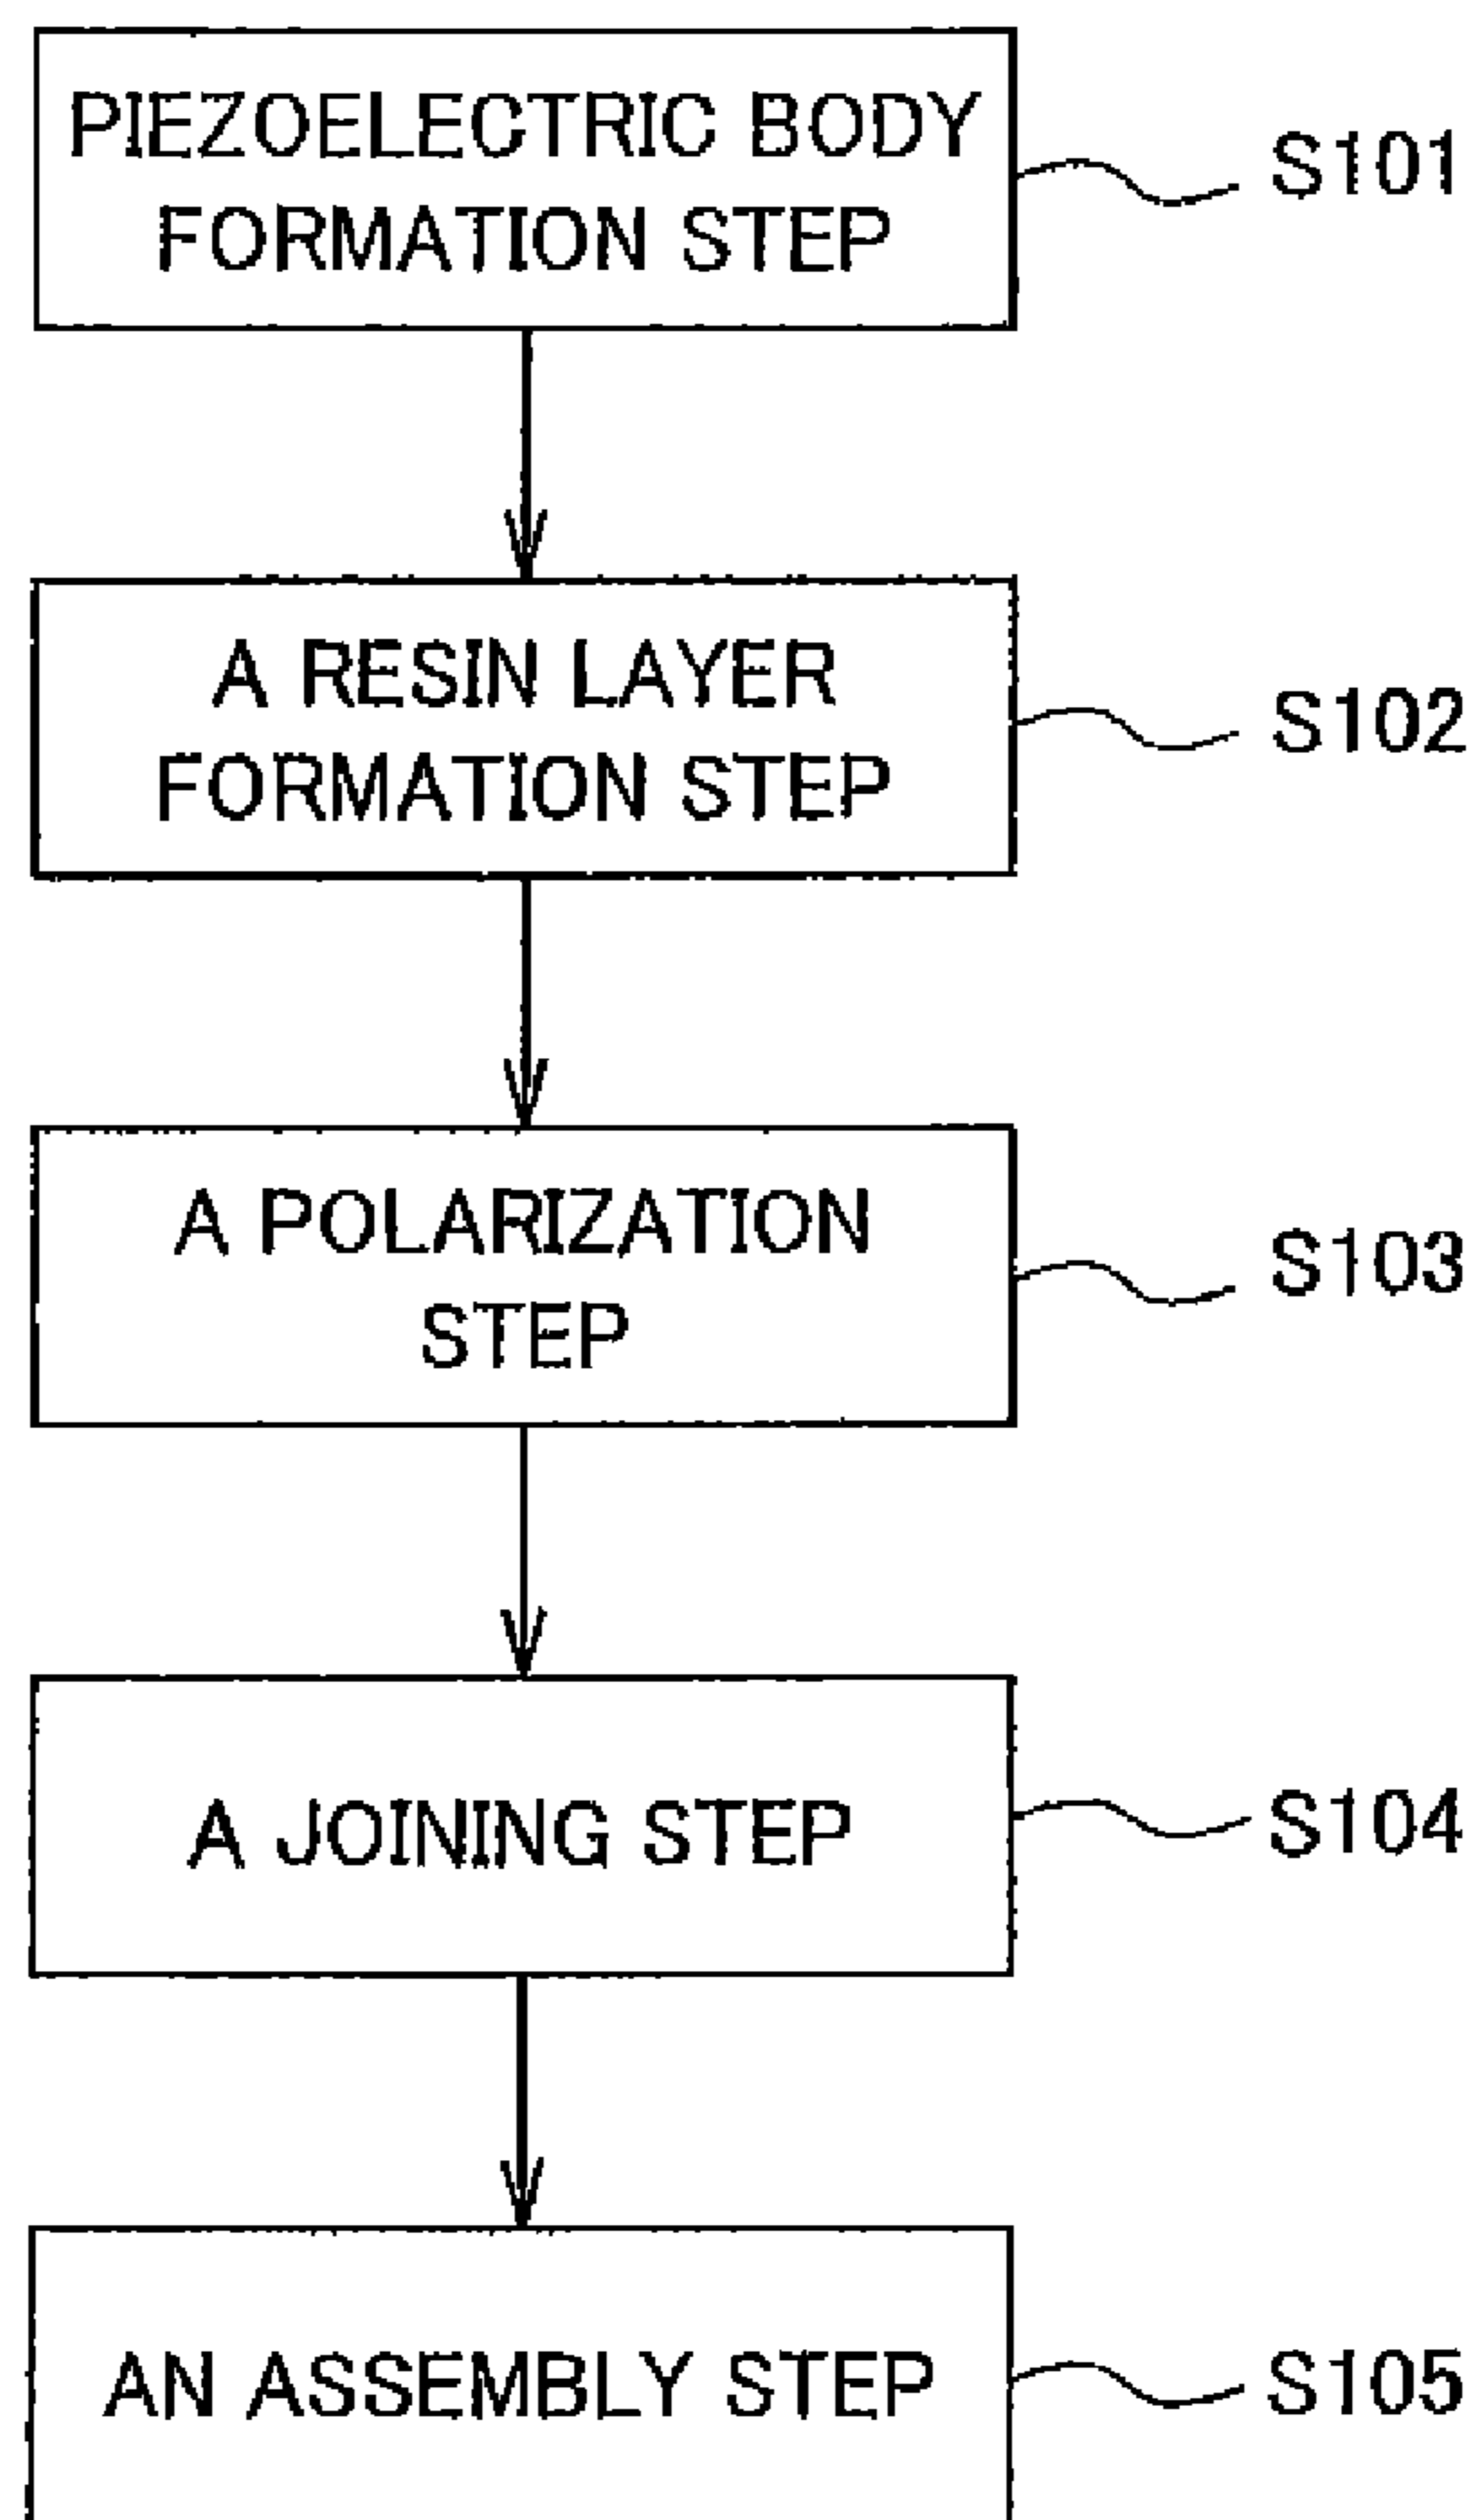 PIEZOELECTRIC BODY
FORMATION STEP
S101
A RESIN LAYER
FORMATION STEP
S102
A POLARIZATION
STEP
S103
A JOINING STEP
S104
AN ASSEMBLY STEP
S105